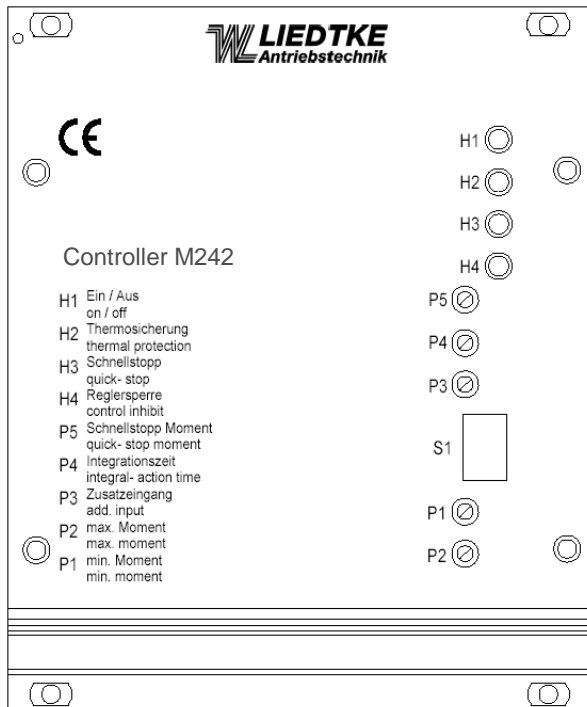 LIEDTKE
Antriebstechnik
CE
H1
H2
H3
H4
Controller M242
H1 Ein / Aus
on / off
H2 Thermosicherung
thermal protection
H3 Schnellstopp
quick- stop
H4 Reglersperre
control inhibit
P5 Schnellstopp Moment
quick- stop moment
P4 Integrationszeit
integral- action time
P3 Zusatzeingang
add. input
P2 max. Moment
max. moment
P1 min. Moment
min. moment
P5
P4
P3
S1
P1
P2